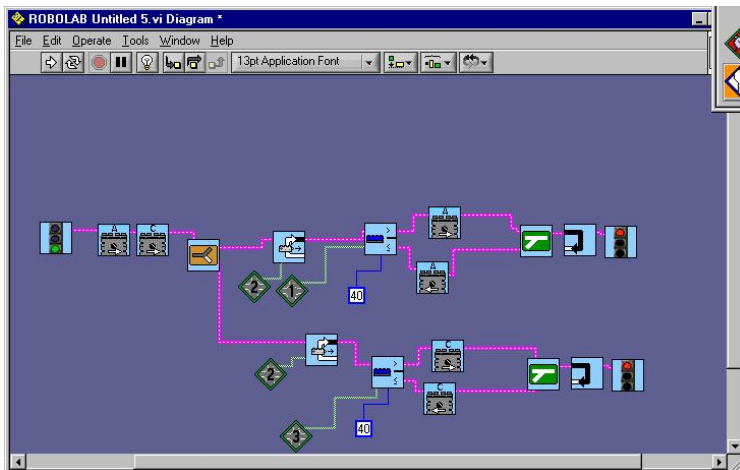 ROBOLAB Untitled 5.vi Diagram *
File Edit Operate Tools Window Help
13pt Application Font
A C
A
>
≤
A
2 1
40
C
>
≤
C
2
3
40